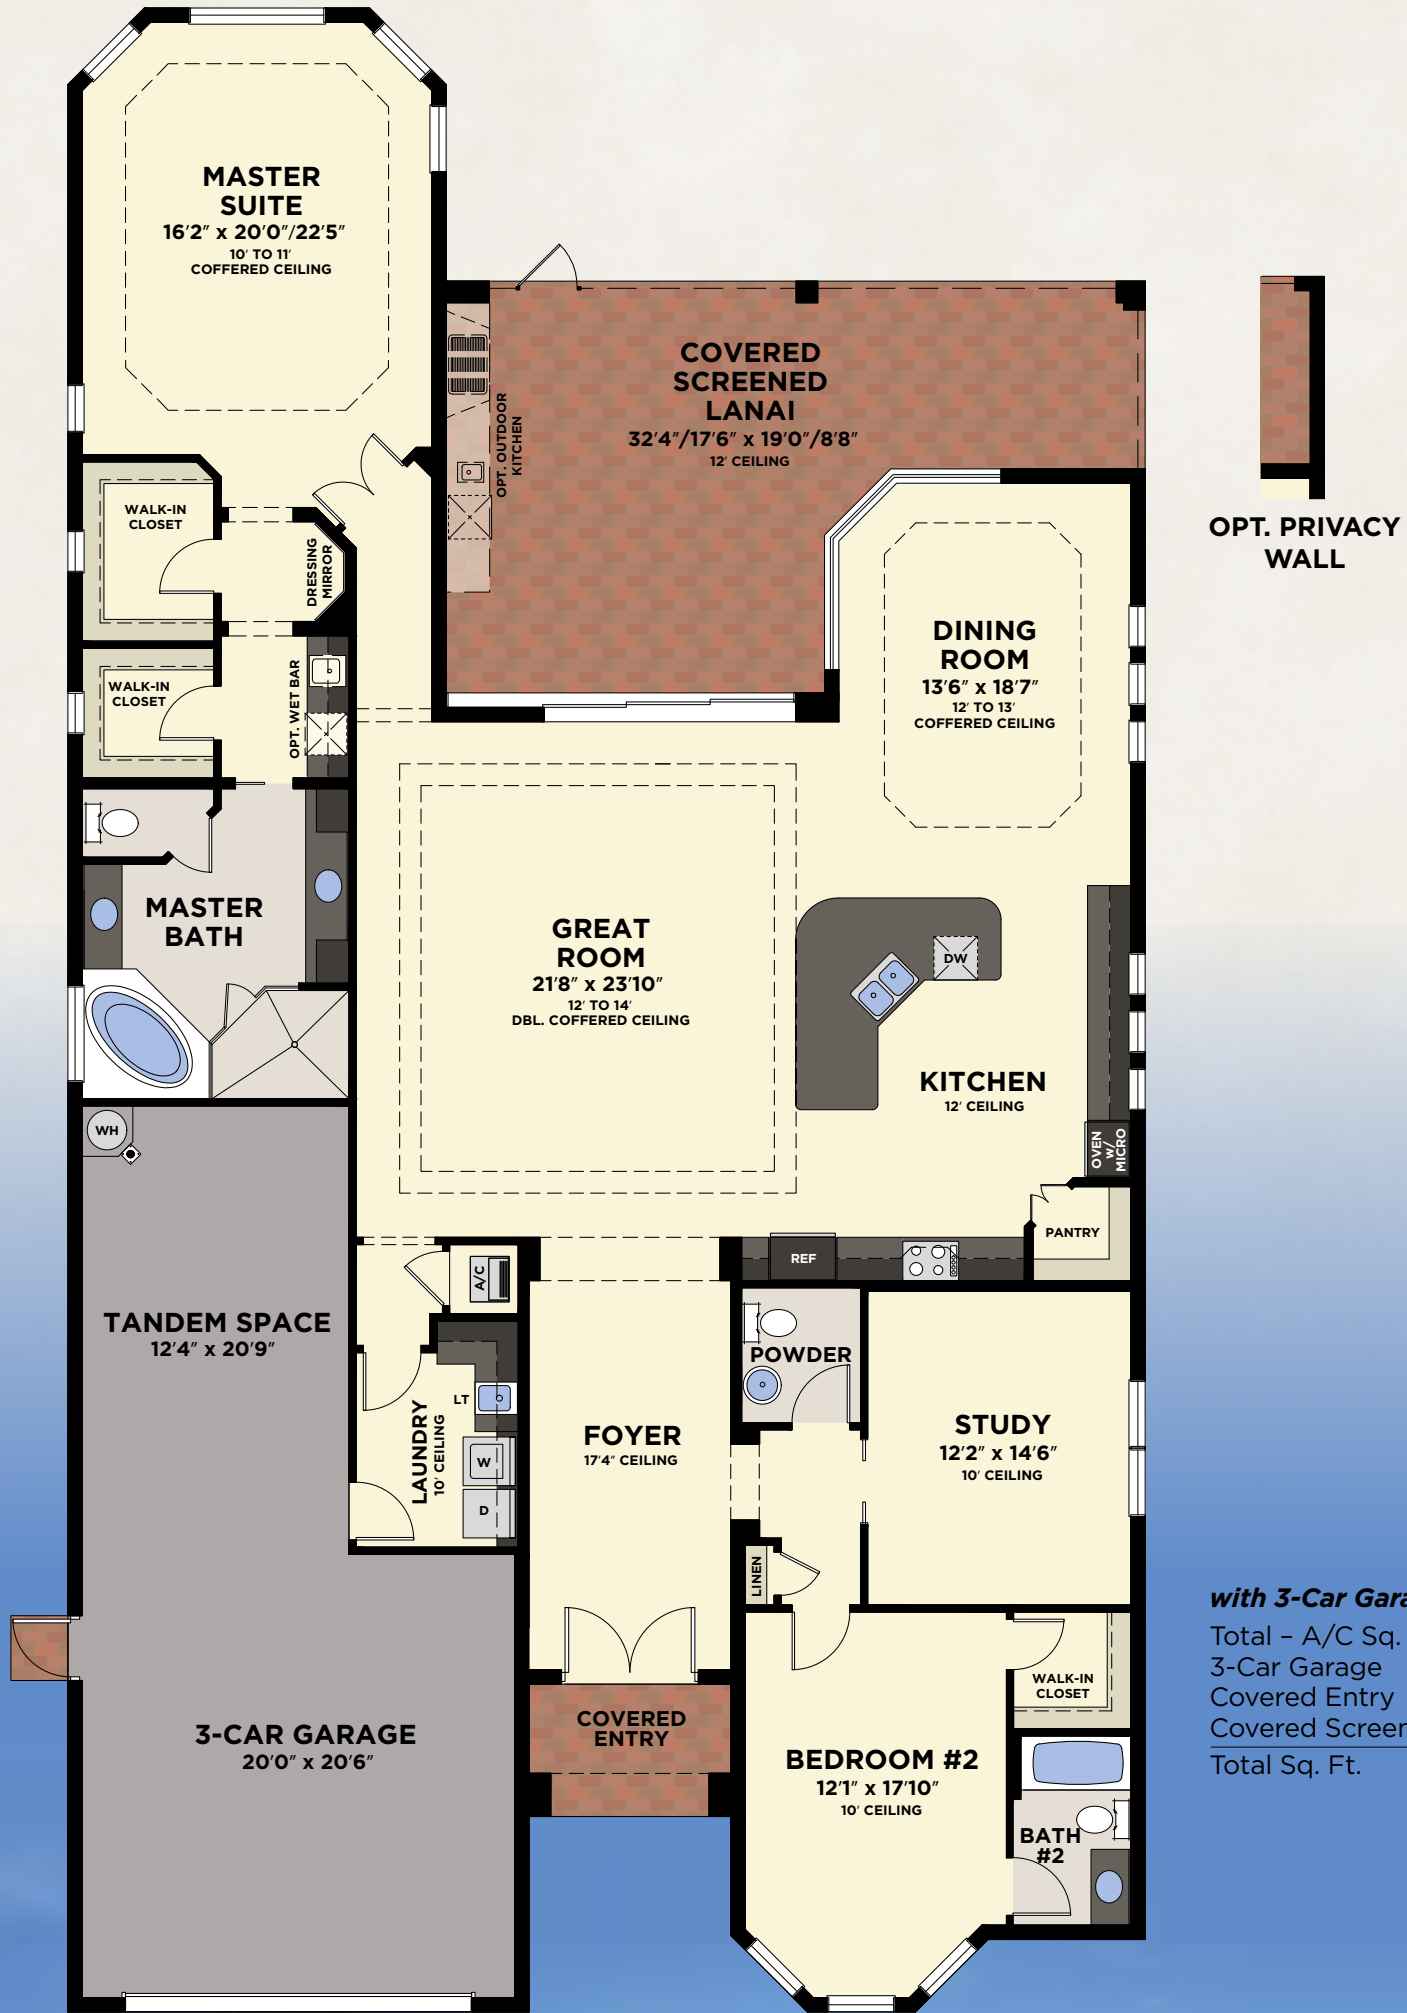 MASTER
SUITE
16'2" x 20'0"/22'5"
10' TO 11'
COFFERED CEILING
COVERED
SCREENED
LANAI
32'4"/17'6" x 19'0"/8'8"
12' CEILING
OPT. OUTDOOR
KITCHEN
OPT. PRIVACY
WALL
WALK-IN
CLOSET
DRESSING
MIRROR
WALK-IN
CLOSET
OPT. WET BAR
DINING
ROOM
13'6" x 18'7"
12' TO 13'
COFFERED CEILING
MASTER
BATH
GREAT
ROOM
21'8" x 23'10"
12' TO 14'
DBL. COFFERED CEILING
DW
KITCHEN
12' CEILING
OVEN
w/
MICRO
PANTRY
REF
WH
A/C
TANDEM SPACE
12'4" x 20'9"
LT
LAUNDRY
10' CEILING
W
D
FOYER
17'4" CEILING
POWDER
STUDY
12'2" x 14'6"
10' CEILING
LINEN
WALK-IN
CLOSET
3-CAR GARAGE
20'0" x 20'6"
COVERED
ENTRY
BEDROOM #2
12'1" x 17'10"
10' CEILING
BATH
#2
with 3-Car Gara
Total – A/C Sq.
3-Car Garage
Covered Entry
Covered Screen
Total Sq. Ft.